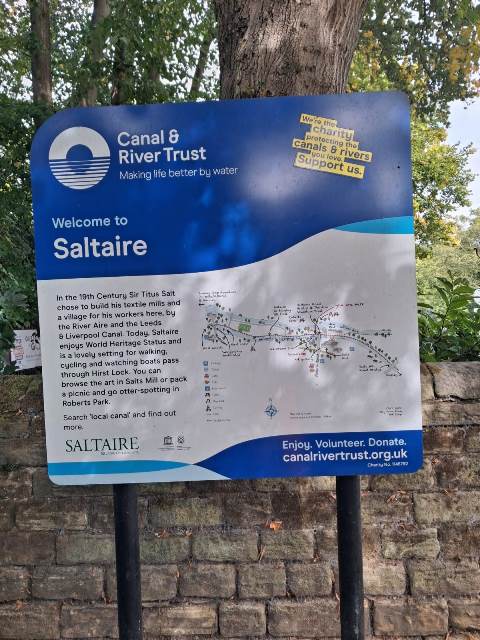 Canal &
River Trust
Making life better by water
We're the
charity
protecting the
canals & rivers
you love.
Support us.
Welcome to
Saltaire
In the 19th Century Sir Titus Salt
chose to build his textile mills and
a village for his workers here, by
the River Aire and the Leeds
& Liverpool Canal. Today, Saltaire
enjoys World Heritage Status and
is a lovely setting for walking,
cycling and watching boats pass
through Hirst Lock. You can
browse the art in Salts Mill or pack
a picnic and go otter-spotting in
Roberts Park.
Search 'local canal' and find out
more.
SALTAIRE
Enjoy. Volunteer. Donate.
canalrivertrust.org.uk
Charity No. 1146792